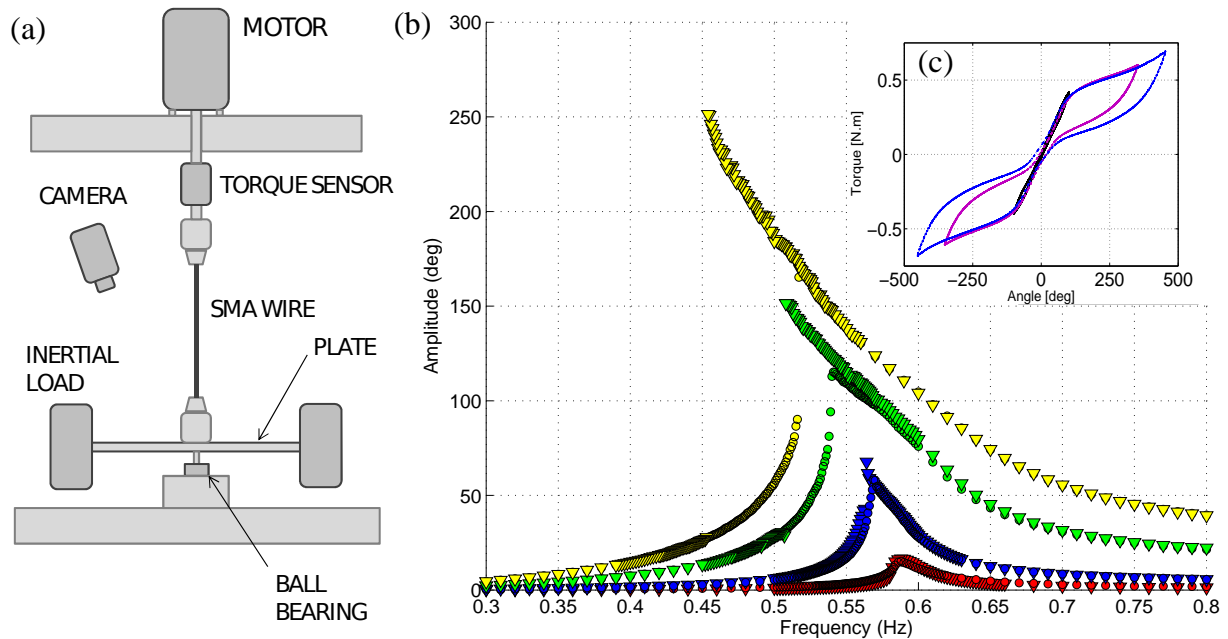 (a)
MOTOR
TORQUE SENSOR
CAMERA
SMA WIRE
PLATE
INERTIAL
LOAD
BALL
BEARING
(b)
300
250
200
150
100
50
0
Amplitude (deg)
0.3
0.35
0.4
0.45
0.5
0.55
0.6
0.65
0.7
0.75
0.8
Frequency (Hz)
(c)
0.5
0
−0.5
Torque [N.m]
−500
−250
0
250
500
Angle [deg]